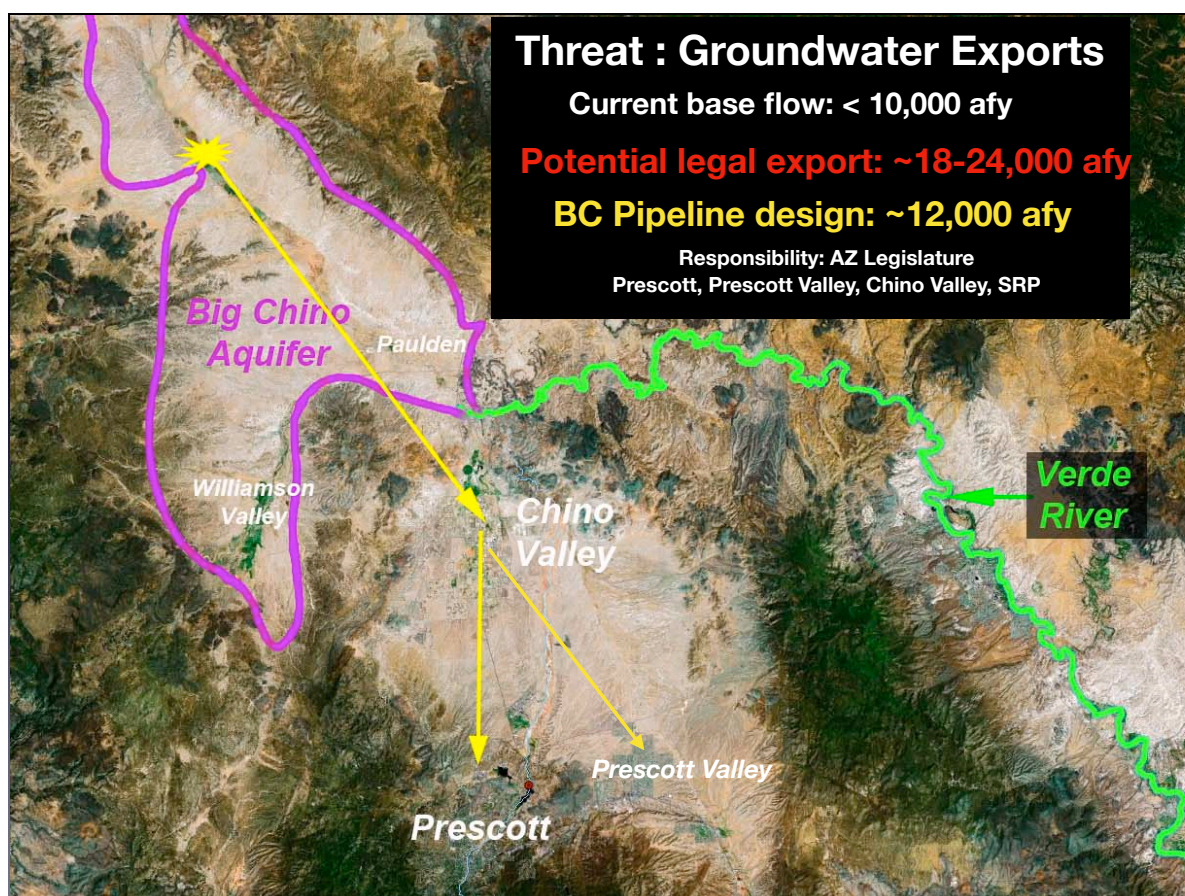 Threat : Groundwater Exports
Current base flow: < 10,000 afy
Potential legal export: ~18-24,000 afy
BC Pipeline design: ~12,000 afy
Responsibility: AZ Legislature
Prescott, Prescott Valley, Chino Valley, SRP
Big Chino
Aquifer
Paulden
Williamson
Valley
Chino
Valley
Verde
River
Prescott Valley
Prescott